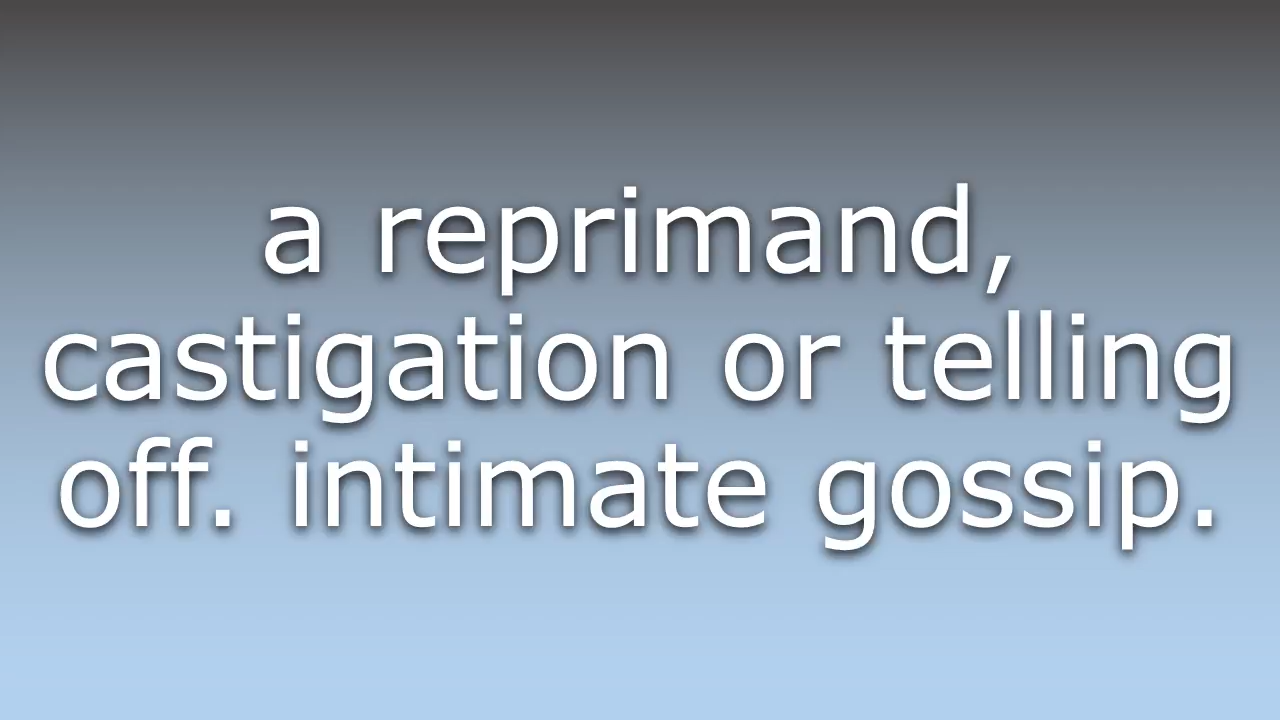 a reprimand,
castigation or telling
off. intimate gossip.